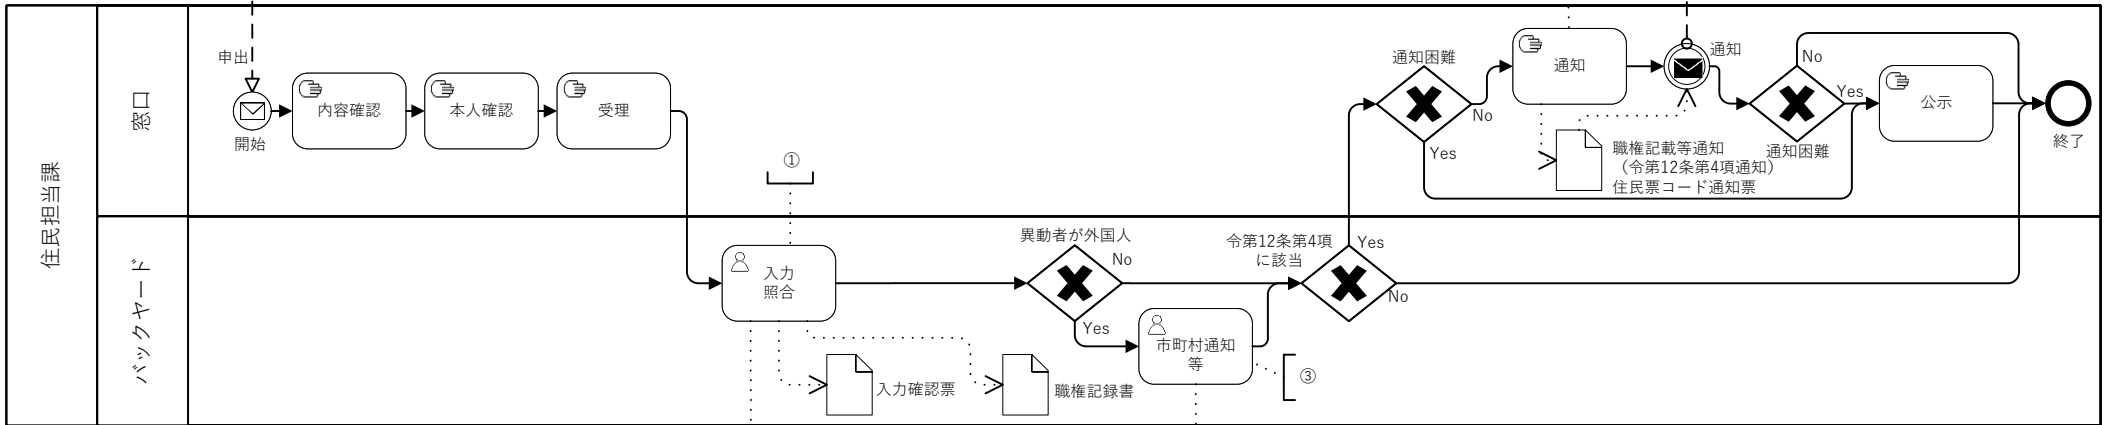 住民担当課
窓口
申出
開始
内容確認
本人確認
受理
通知困難
No
Yes
通知
通知
職権記載等通知
（令第12条第4項通知）
住民票コード通知票
No
Yes
通知困難
公示
終了
バックヤード
①
入力
照合
入力確認票
職権記録書
異動者が外国人
No
Yes
市町村通知
等
③
令第12条第4項
に該当
Yes
No